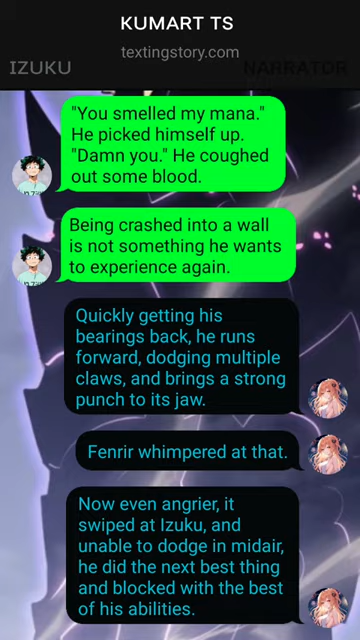 KUMART TS
textingstory.com
IZUKU
NARRATOR
"You smelled my mana."
He picked himself up.
"Damn you." He coughed
out some blood.
Being crashed into a wall
is not something he wants
to experience again.
Quickly getting his
bearings back, he runs
forward, dodging multiple
claws, and brings a strong
punch to its jaw.
Fenrir whimpered at that.
Now even angrier, it
swiped at Izuku, and
unable to dodge in midair,
he did the next best thing
and blocked with the best
of his abilities.